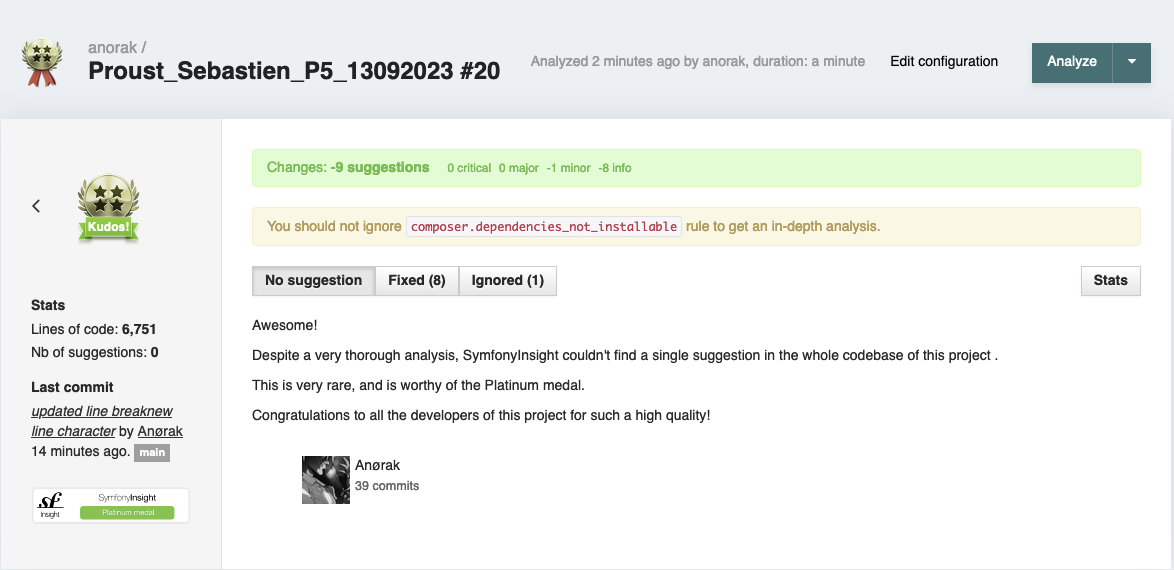 anorak /
Proust_Sebastien_P5_13092023 #20
Analyzed 2 minutes ago by anorak, duration: a minute
Edit configuration
Analyze
Kudos!
Stats
Lines of code: 6,751
Nb of suggestions: 0
Last commit
updated line breaknew
line character by Anørak
14 minutes ago. main
sf
Insight
SymfonyInsight
Platinum medal
Changes: -9 suggestions 0 critical 0 major -1 minor -8 info
You should not ignore composer.dependencies_not_installable rule to get an in-depth analysis.
No suggestion Fixed (8) Ignored (1) Stats
Awesome!
Despite a very thorough analysis, SymfonyInsight couldn't find a single suggestion in the whole codebase of this project .
This is very rare, and is worthy of the Platinum medal.
Congratulations to all the developers of this project for such a high quality!
Anørak
39 commits